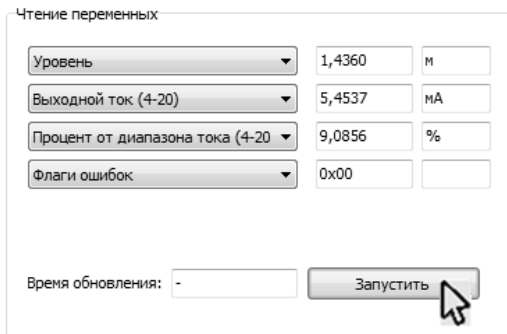 Чтение переменных
Уровень 1,4360 м
Выходной ток (4-20) 5,4537 мА
Процент от диапазона тока (4-20 9,0856 %
Флаги ошибок 0x00
Время обновления: - Запустить